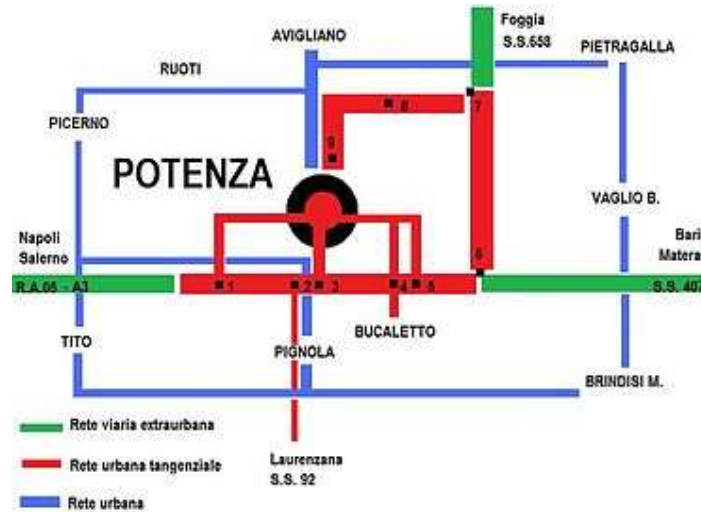 Foggia
S.S.658
AVIGLIANO
PIETRAGALLA
RUOTI
PICERNO
8
7
9
POTENZA
VAGLIO B.
Napoli
Salerno
Bari
Matera
6
R.A.05 - A3
1
2
3
4
5
S.S. 407
TITO
PIGNOLA
BUCALETTO
BRINDISI M.
Rete viaria extraurbana
Rete urbana tangenziale
Laurenzana
S.S. 92
Rete urbana